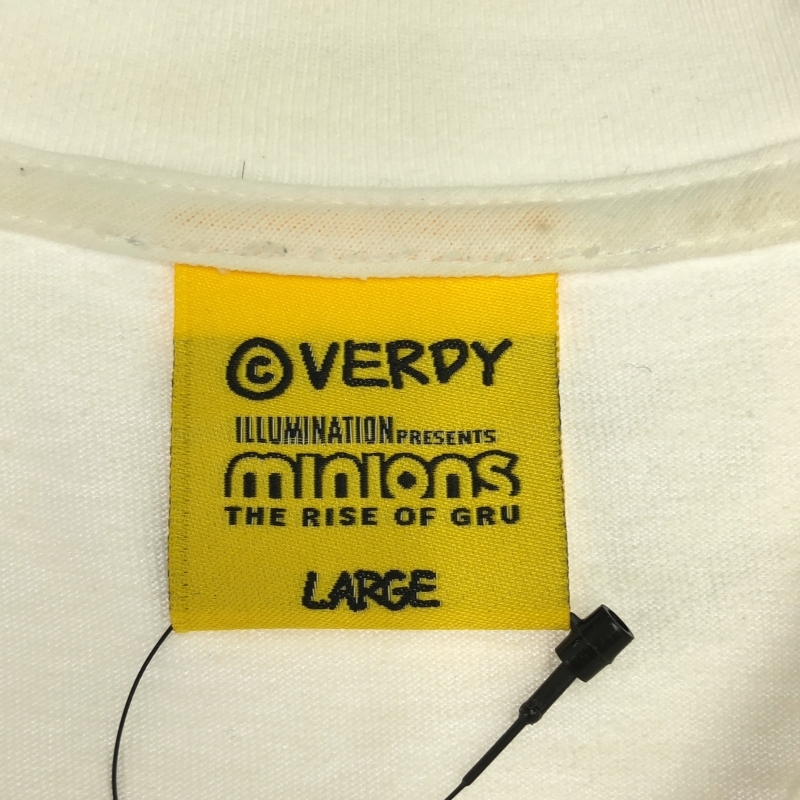 © VERDY
ILLUMINATION PRESENTS
minions
THE RISE OF GRU
LARGE